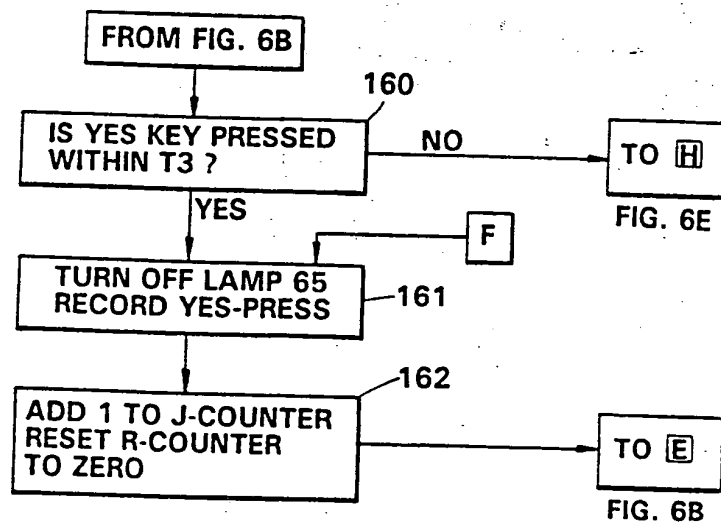 FROM FIG. 6B
160
IS YES KEY PRESSED
WITHIN T3 ?
NO
TO H
FIG. 6E
YES
F
TURN OFF LAMP 65
RECORD YES-PRESS
161
162
ADD 1 TO J-COUNTER
RESET R-COUNTER
TO ZERO
TO E
FIG. 6B